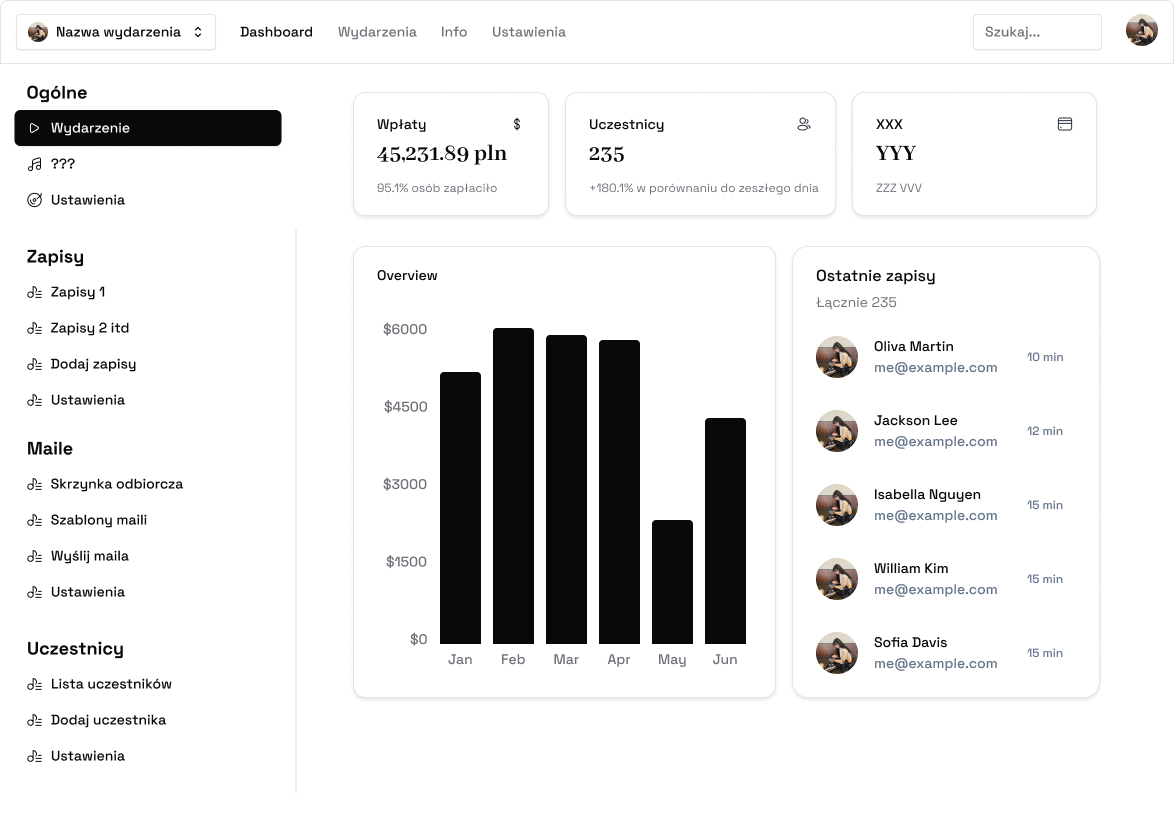 Nazwa wydarzenia
Dashboard
Wydarzenia
Info
Ustawienia
Szukaj...
Ogólne
Wydarzenie
???
Ustawienia
Zapisy
Zapisy 1
Zapisy 2 itd
Dodaj zapisy
Ustawienia
Maile
Skrzynka odbiorcza
Szablony maili
Wyślij maila
Ustawienia
Uczestnicy
Lista uczestników
Dodaj uczestnika
Ustawienia
Wpłaty
$
45,231.89 pln
95.1% osób zapłaciło
Uczestnicy
235
+180.1% w porównaniu do zeszłego dnia
XXX
YYY
ZZZ VVV
Overview
$6000
$4500
$3000
$1500
$0
Jan
Feb
Mar
Apr
May
Jun
Ostatnie zapisy
Łącznie 235
Oliva Martin
me@example.com
10 min
Jackson Lee
me@example.com
12 min
Isabella Nguyen
me@example.com
15 min
William Kim
me@example.com
15 min
Sofia Davis
me@example.com
15 min